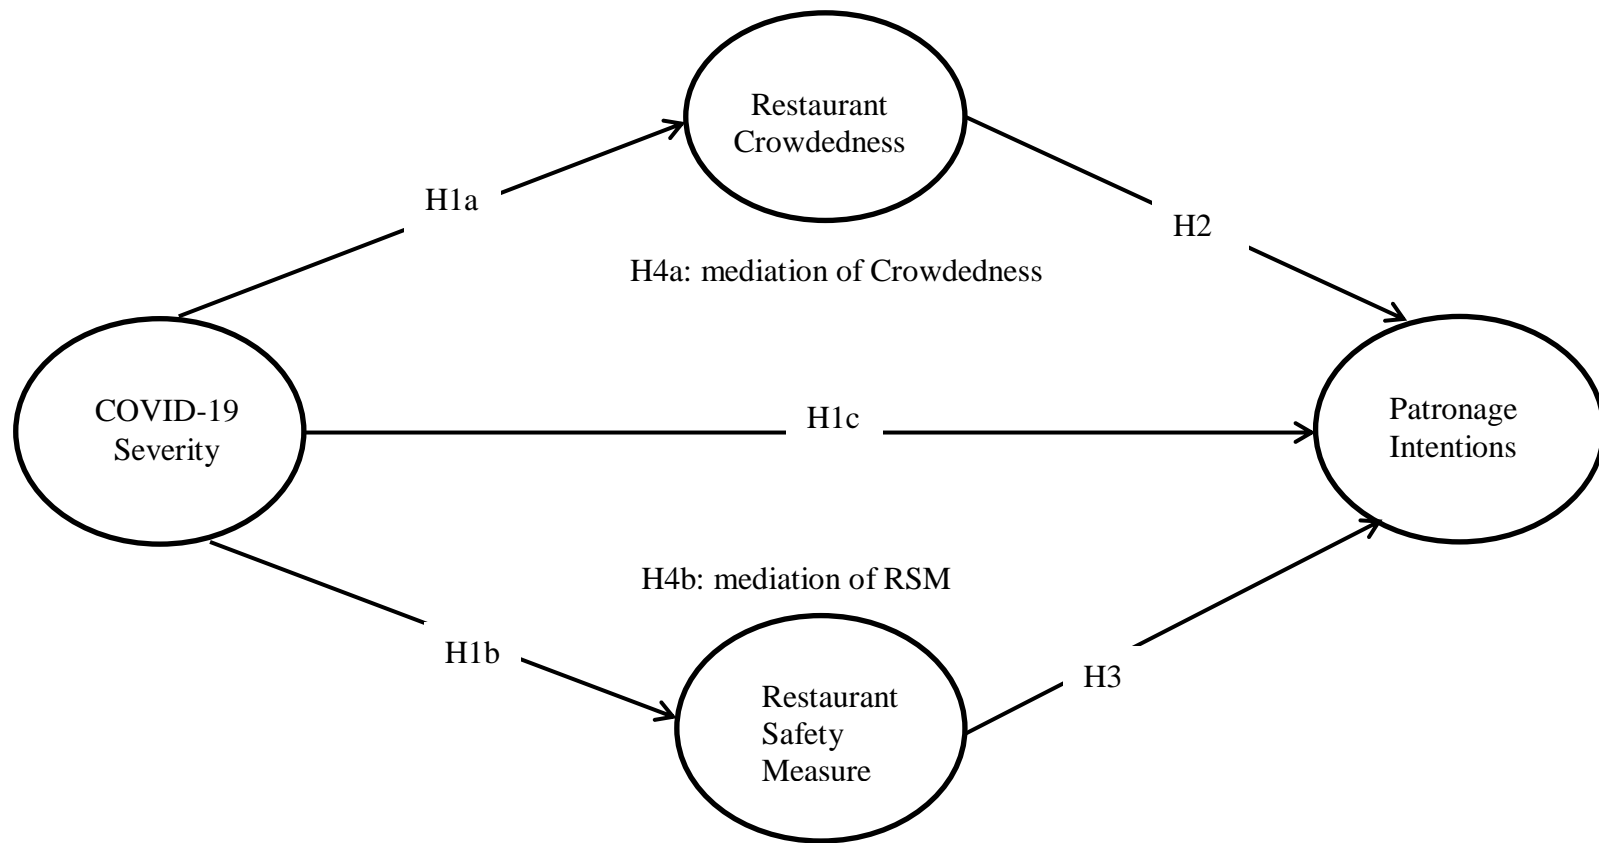 Restaurant
Crowdedness
H1a
H2
H4a: mediation of Crowdedness
COVID-19
Severity
H1c
Patronage
Intentions
H4b: mediation of RSM
H1b
H3
Restaurant
Safety
Measure